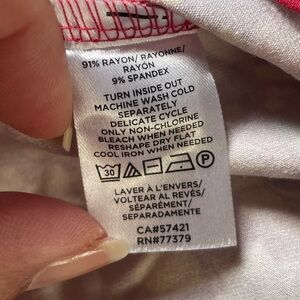 91% RAYON/ RAYONNE/
RAYÓN
9% SPANDEX
TURN INSIDE OUT
MACHINE WASH COLD
SEPARATELY
DELICATE CYCLE
ONLY NON-CHLORINE
BLEACH WHEN NEEDED
RESHAPE DRY FLAT
COOL IRON WHEN NEEDED
30 P
LAVER À L'ENVERS/
VOLTEAR AL REVÉS/
SÉPARÉMENT/
SEPARADAMENTE
CA#57421
RN#77379